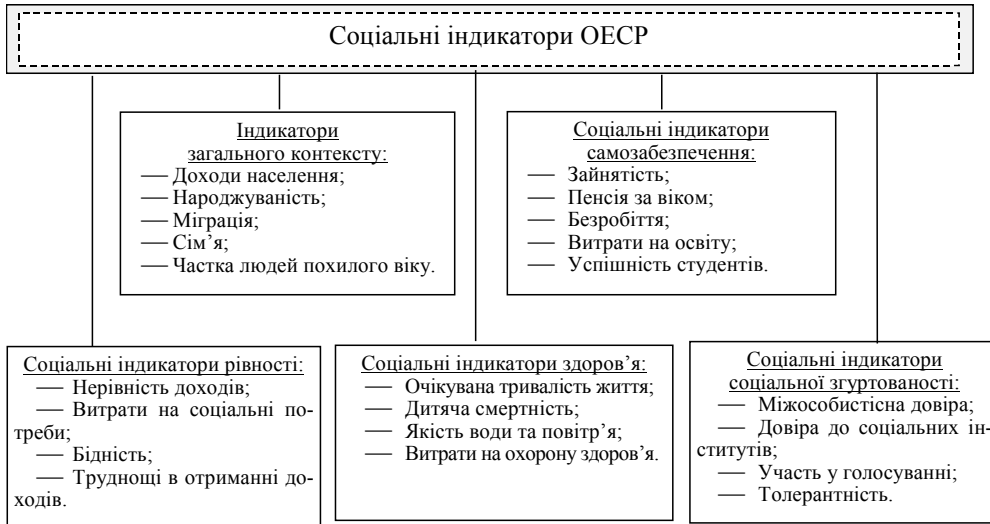 Соціальні індикатори ОЕСР
Індикатори
загального контексту:
— Доходи населення;
— Народжуваність;
— Міграція;
— Сім’я;
— Частка людей похилого віку.
Соціальні індикатори
самозабезпечення:
— Зайнятість;
— Пенсія за віком;
— Безробіття;
— Витрати на освіту;
— Успішність студентів.
Соціальні індикатори рівності:
— Нерівність доходів;
— Витрати на соціальні по-
треби;
— Бідність;
— Труднощі в отриманні до-
ходів.
Соціальні індикатори здоров’я:
— Очікувана тривалість життя;
— Дитяча смертність;
— Якість води та повітр’я;
— Витрати на охорону здоров’я.
Соціальні індикатори
соціальної згуртованості:
— Міжособистісна довіра;
— Довіра до соціальних ін-
ститутів;
— Участь у голосуванні;
— Толерантність.